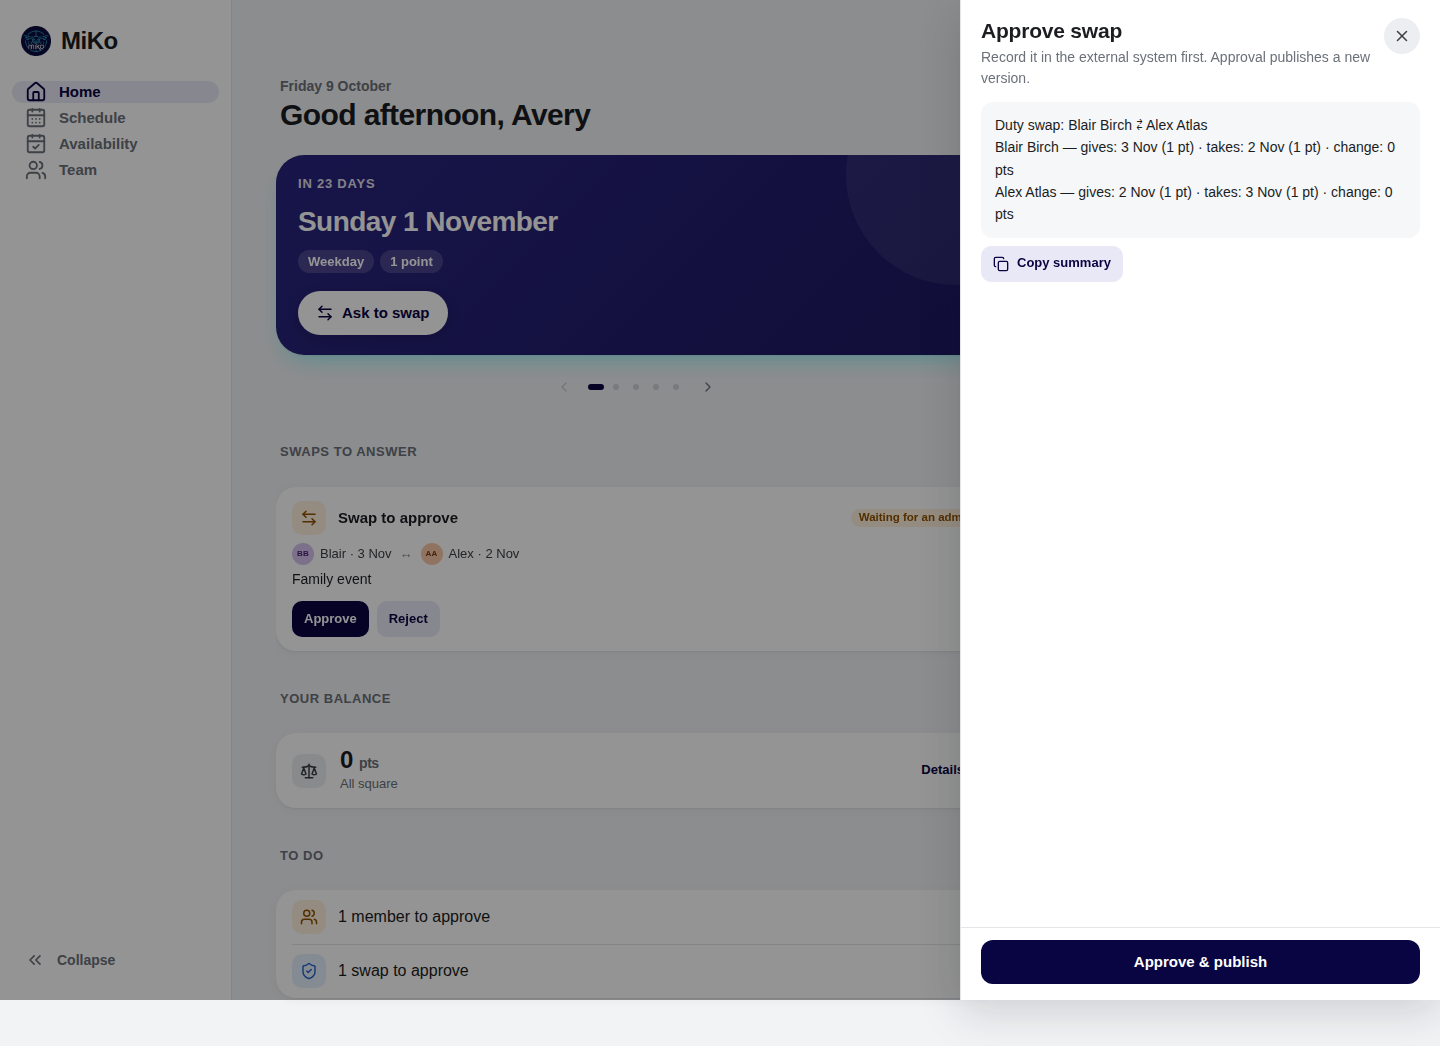 miko
MiKo
Home
Schedule
Availability
Team
Collapse
Friday 9 October
Good afternoon, Avery
IN 23 DAYS
Sunday 1 November
Weekday
1 point
Ask to swap
SWAPS TO ANSWER
Swap to approve
Waiting for an adm
BB Blair · 3 Nov ↔ AA Alex · 2 Nov
Family event
Approve
Reject
YOUR BALANCE
0 pts
All square
Details
TO DO
1 member to approve
1 swap to approve
Approve swap
Record it in the external system first. Approval publishes a new
version.
Duty swap: Blair Birch ⇄ Alex Atlas
Blair Birch — gives: 3 Nov (1 pt) · takes: 2 Nov (1 pt) · change: 0
pts
Alex Atlas — gives: 2 Nov (1 pt) · takes: 3 Nov (1 pt) · change: 0
pts
Copy summary
Approve & publish